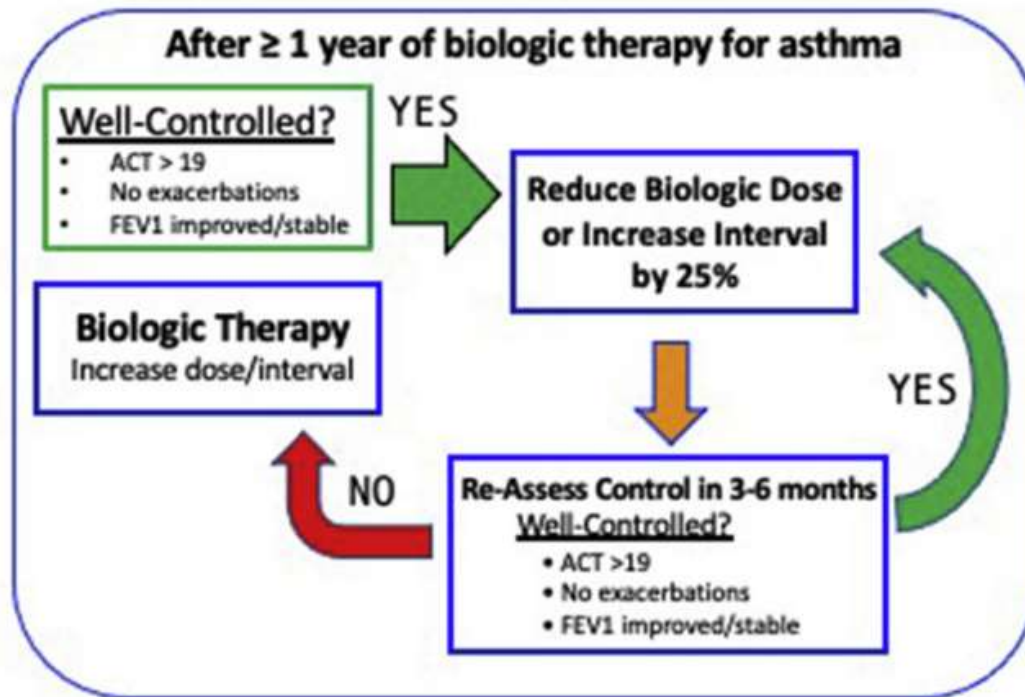 After ≥ 1 year of biologic therapy for asthma
Well-Controlled?
• ACT > 19
• No exacerbations
• FEV1 improved/stable
YES
Reduce Biologic Dose
or Increase Interval
by 25%
Biologic Therapy
Increase dose/interval
YES
NO
Re-Assess Control in 3-6 months
Well-Controlled?
• ACT >19
• No exacerbations
• FEV1 improved/stable